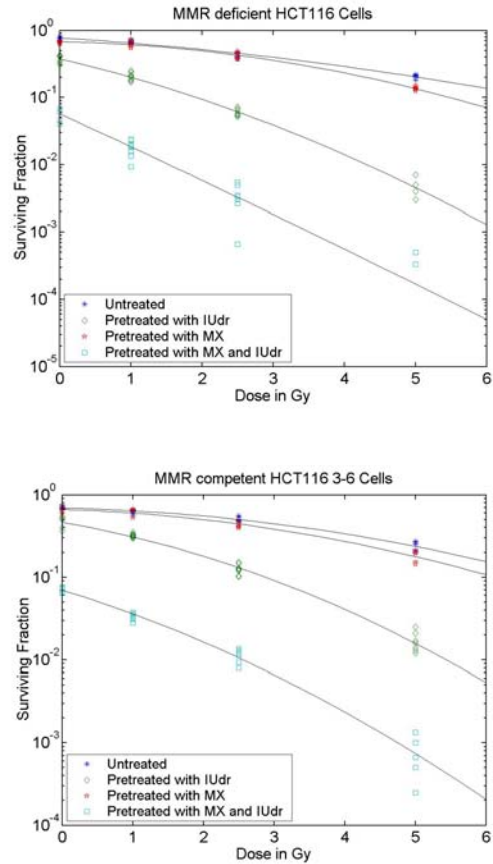 MMR deficient HCT116 Cells
10^0
10^-1
10^-2
10^-3
10^-4
10^-5
Surviving Fraction
Untreated
Pretreated with IUdr
Pretreated with MX
Pretreated with MX and IUdr
0 1 2 3 4 5 6
Dose in Gy
MMR competent HCT116 3-6 Cells
10^0
10^-1
10^-2
10^-3
10^-4
Surviving Fraction
Untreated
Pretreated with IUdr
Pretreated with MX
Pretreated with MX and IUdr
0 1 2 3 4 5 6
Dose in Gy